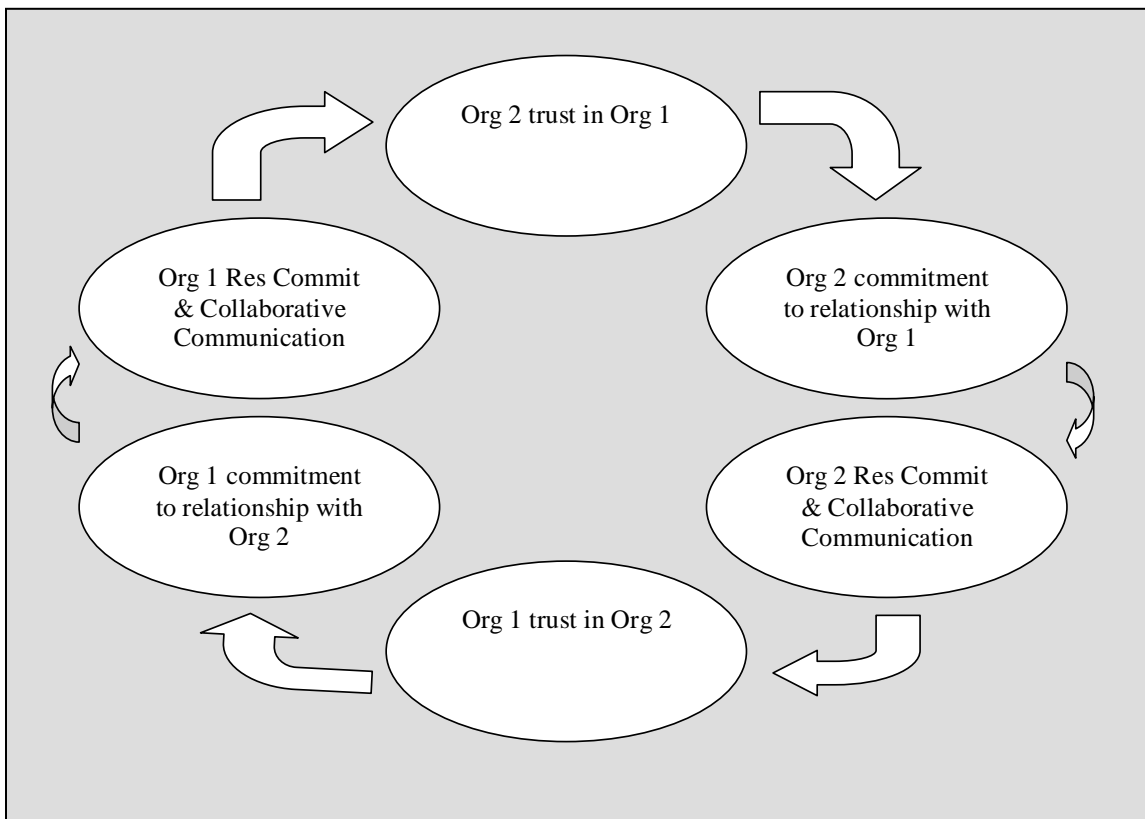 Org 2 trust in Org 1
Org 1 Res Commit
& Collaborative
Communication
Org 2 commitment
to relationship with
Org 1
Org 1 commitment
to relationship with
Org 2
Org 2 Res Commit
& Collaborative
Communication
Org 1 trust in Org 2